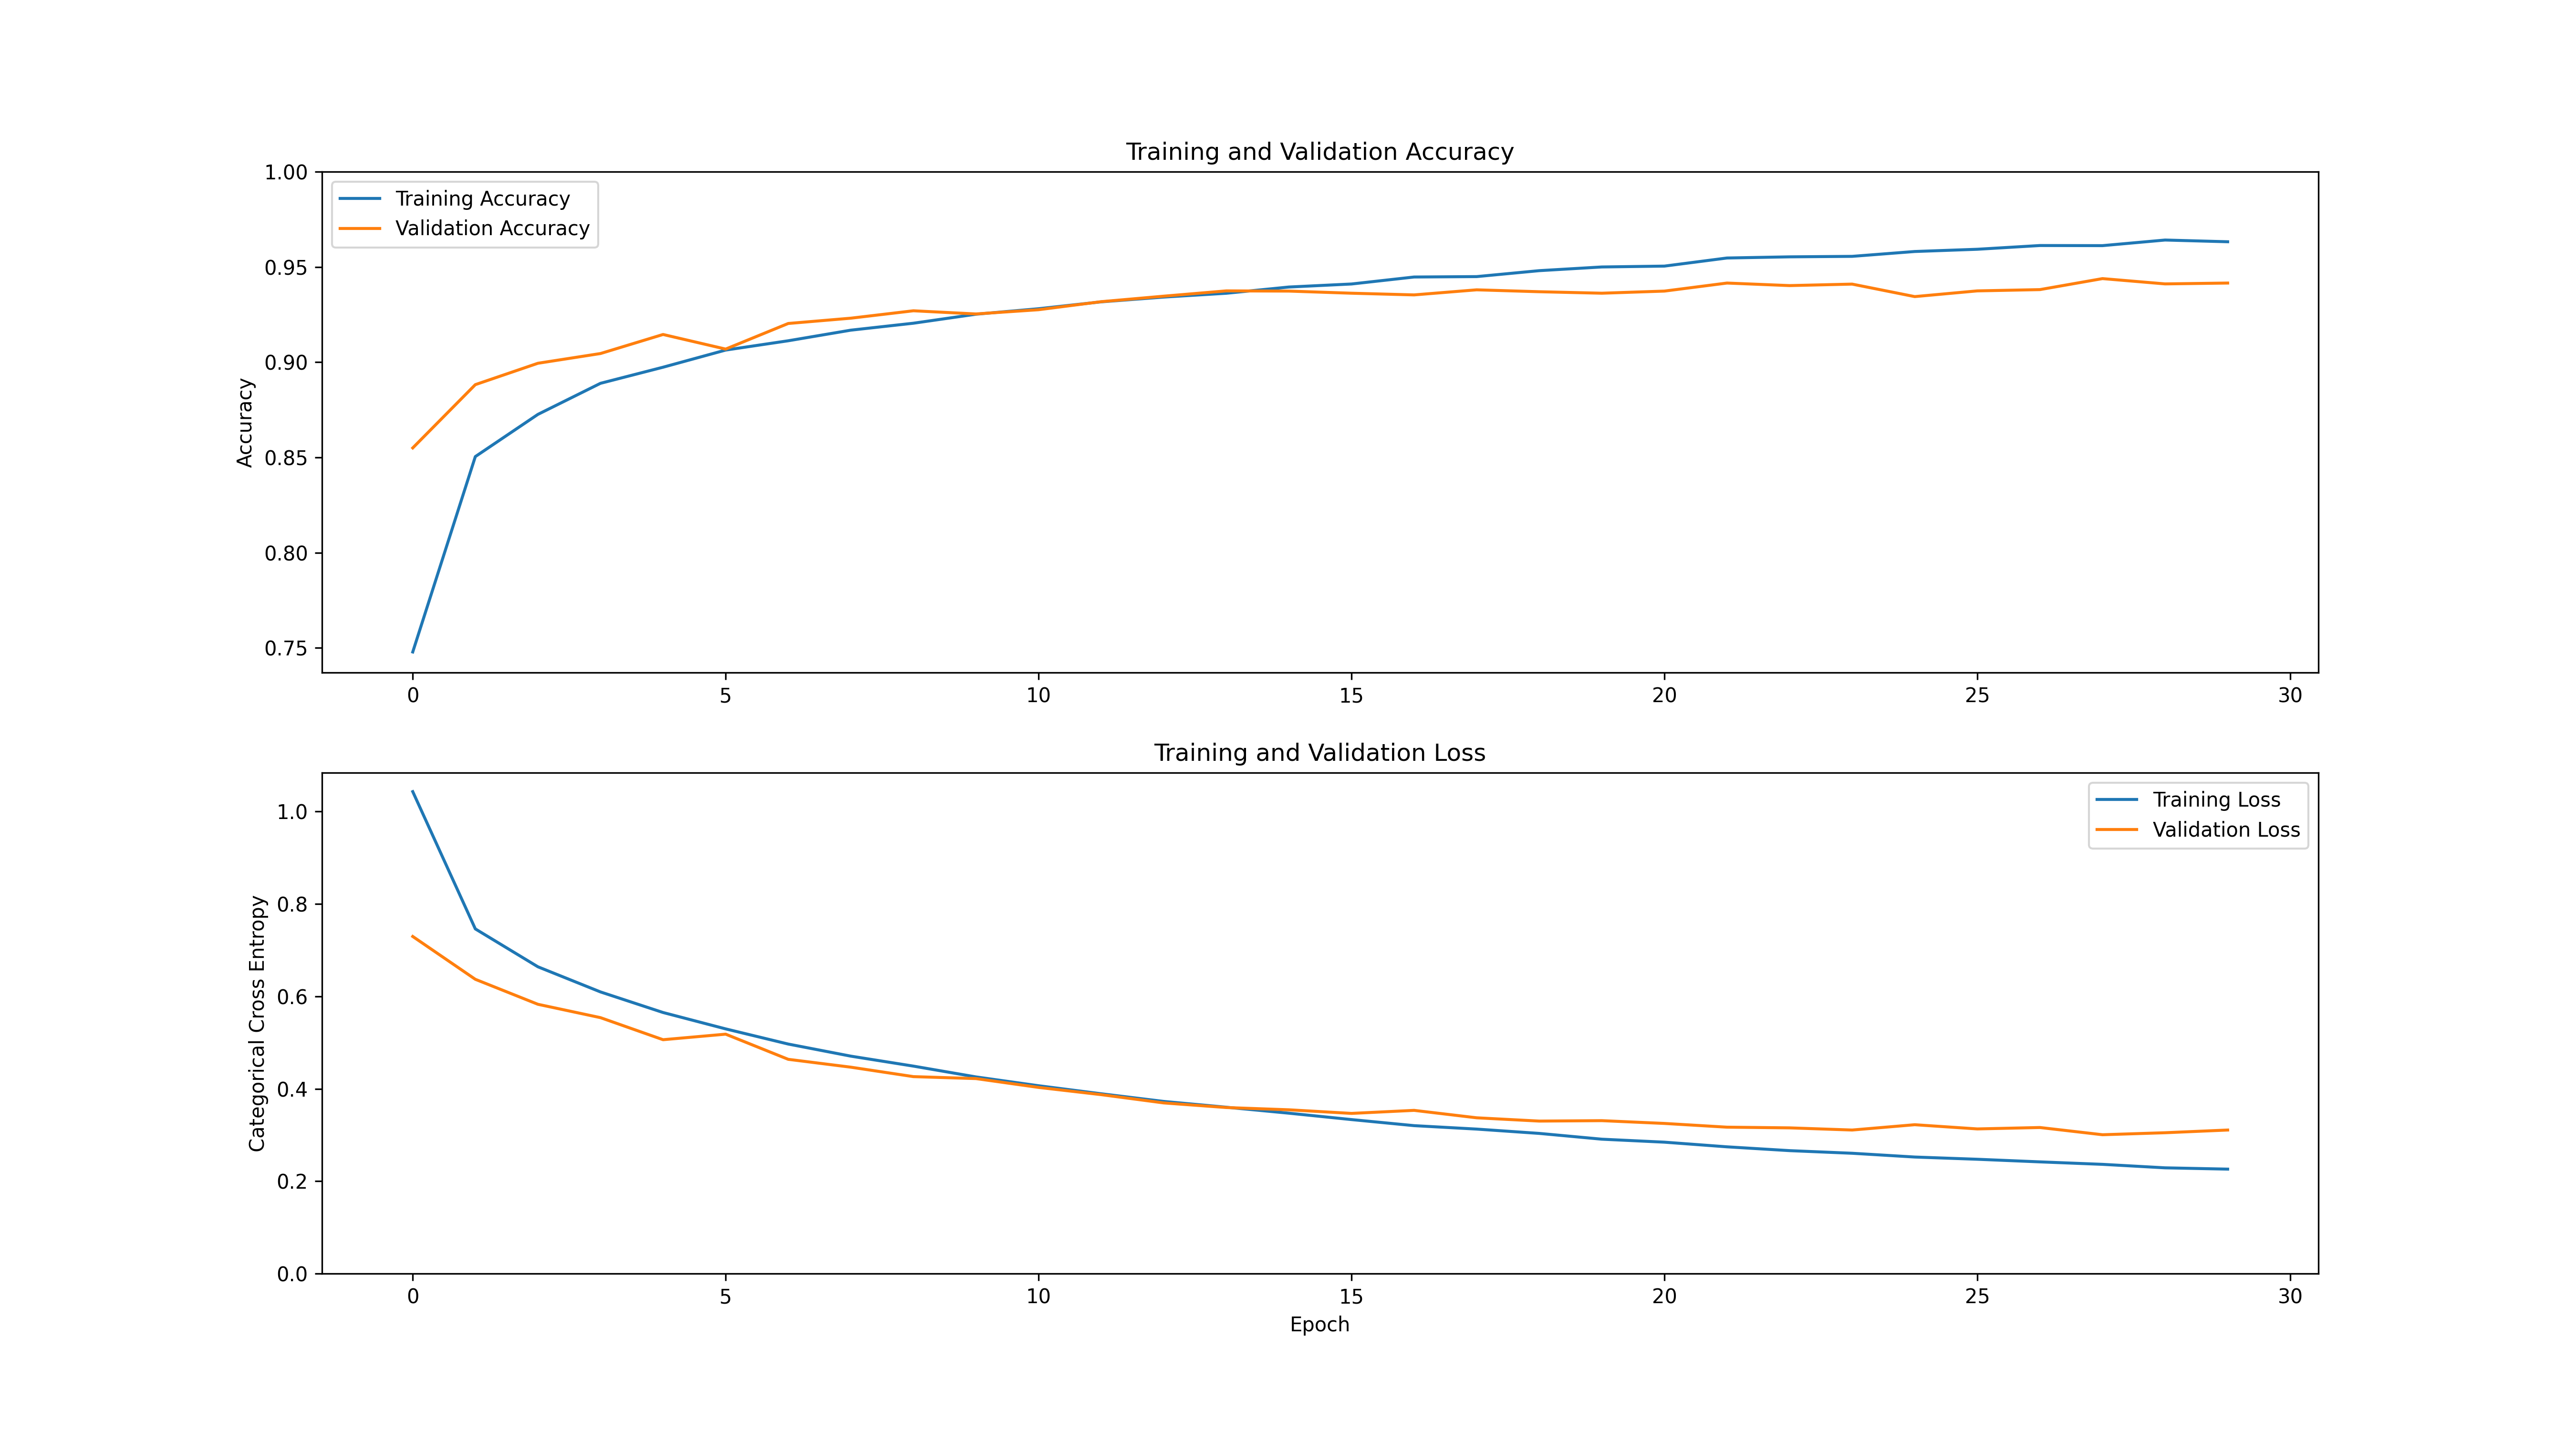 Training and Validation Accuracy
1.00
0.95
0.90
0.85
0.80
0.75
Accuracy
Training Accuracy
Validation Accuracy
0 5 10 15 20 25 30
Training and Validation Loss
1.0
0.8
0.6
0.4
0.2
0.0
Categorical Cross Entropy
Training Loss
Validation Loss
0 5 10 15 20 25 30
Epoch